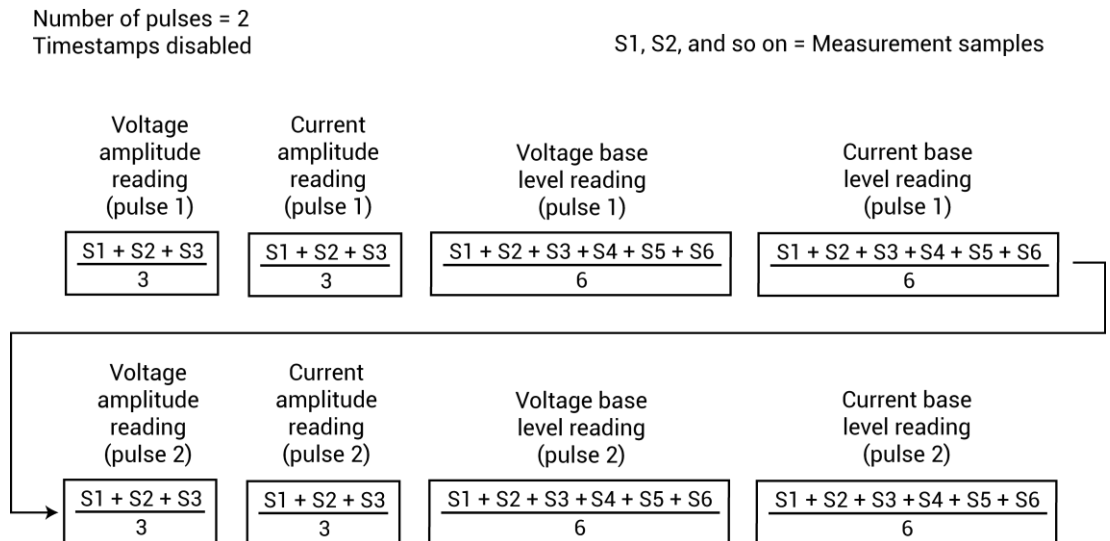 Number of pulses = 2
Timestamps disabled
S1, S2, and so on = Measurement samples
Voltage
amplitude
reading
(pulse 1)
Current
amplitude
reading
(pulse 1)
Voltage base
level reading
(pulse 1)
Current base
level reading
(pulse 1)
S1 + S2 + S3
3
S1 + S2 + S3
3
S1 + S2 + S3 + S4 + S5 + S6
6
S1 + S2 + S3 + S4 + S5 + S6
6
Voltage
amplitude
reading
(pulse 2)
Current
amplitude
reading
(pulse 2)
Voltage base
level reading
(pulse 2)
Current base
level reading
(pulse 2)
S1 + S2 + S3
3
S1 + S2 + S3
3
S1 + S2 + S3 + S4 + S5 + S6
6
S1 + S2 + S3 + S4 + S5 + S6
6